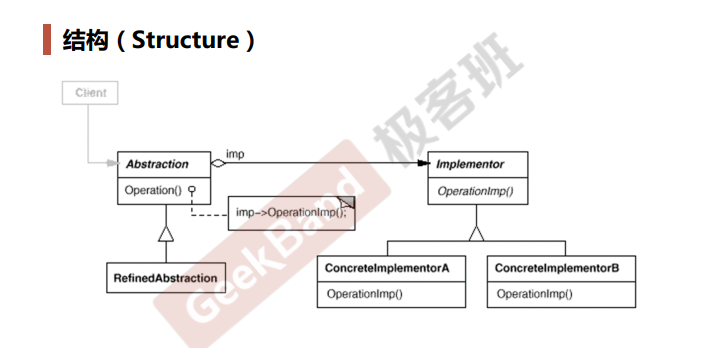 结构（Structure）
Client
imp
Abstraction
Implementor
Operation()
OperationImp()
imp->OperationImp();
RefinedAbstraction
ConcreteImplementorA
ConcreteImplementorB
OperationImp()
OperationImp()
GeekBand 极客班